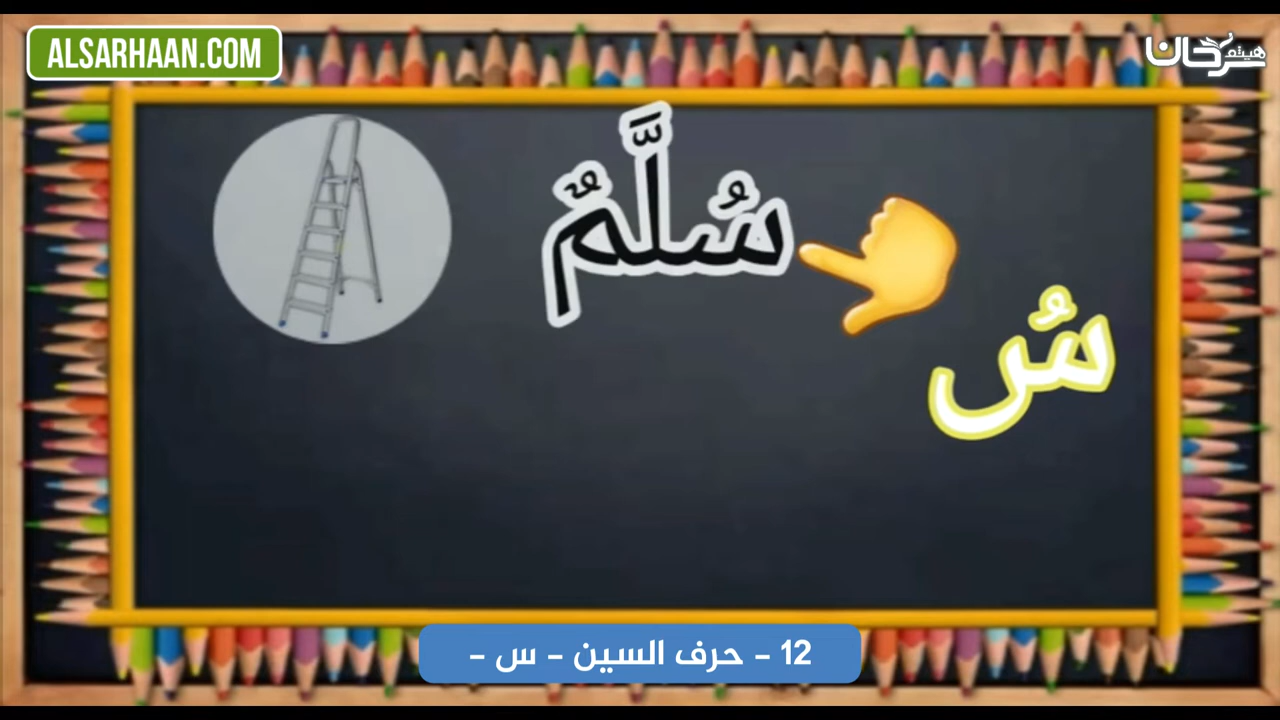 ALSARHAAN.COM
هيثم سرحان
سُلَّمٌ
سُ
12 - حرف السين - س -